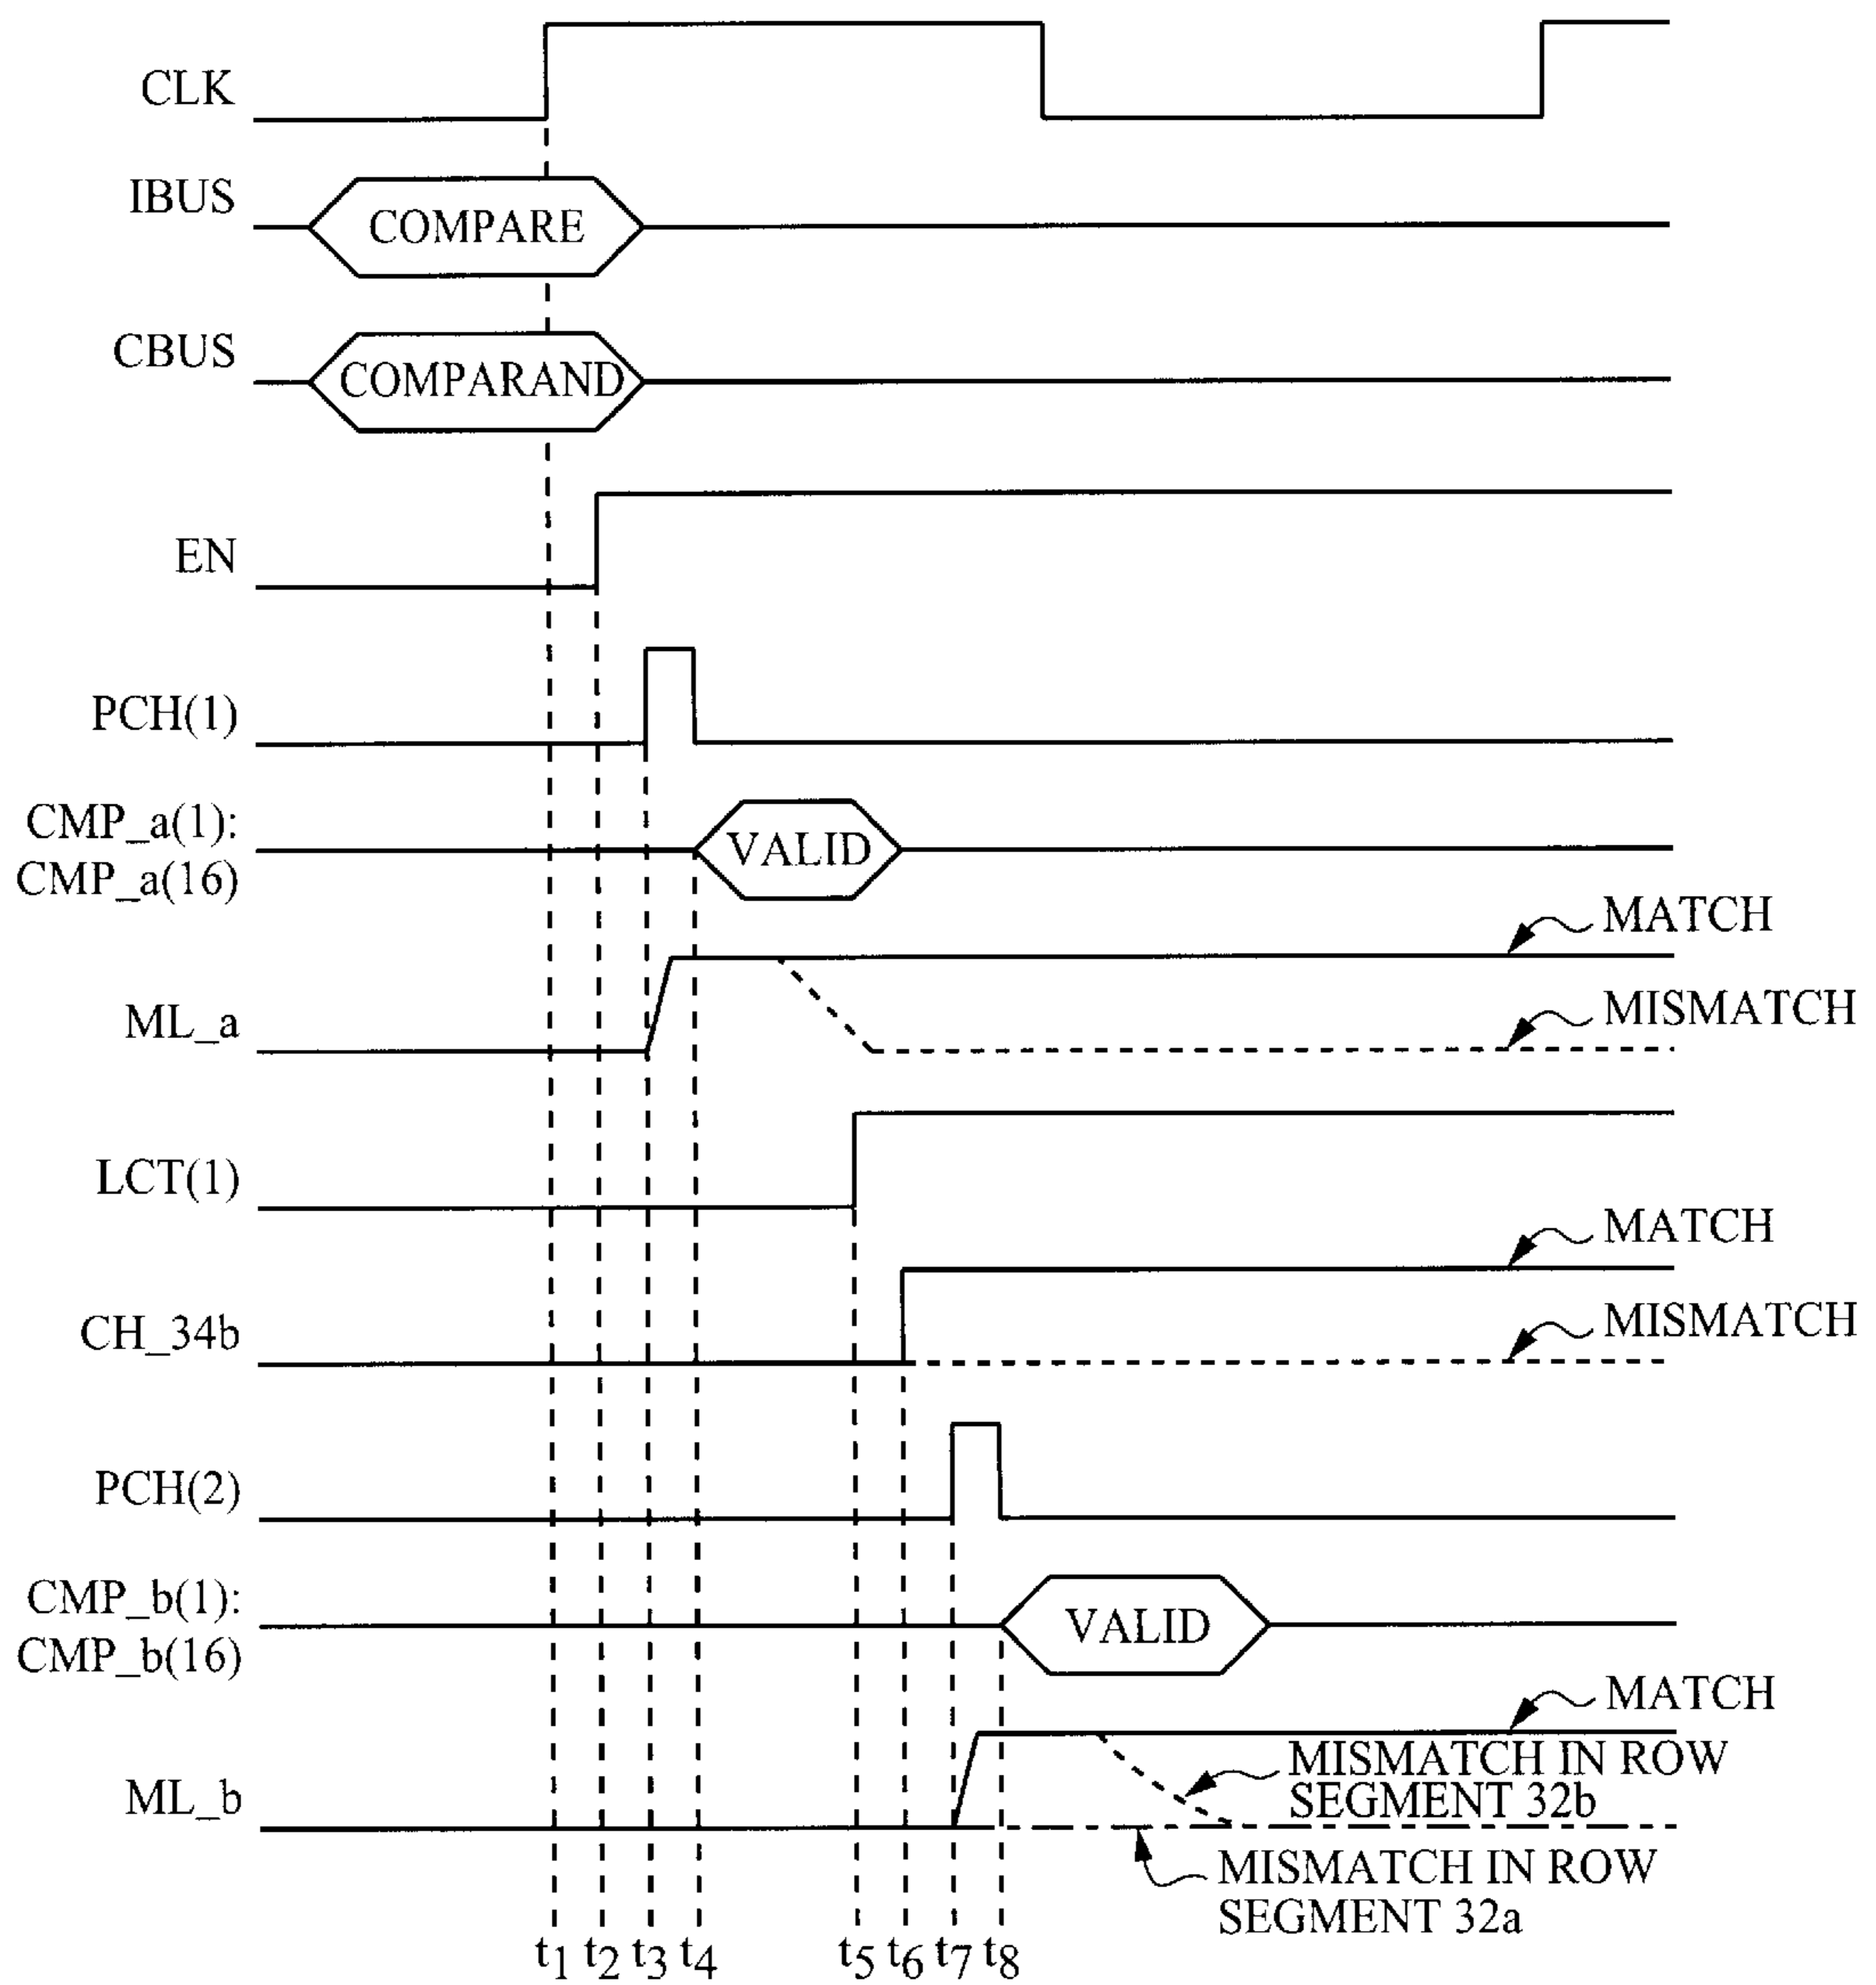 CLK
IBUS
COMPARE
CBUS
COMPARAND
EN
PCH(1)
CMP_a(1):
CMP_a(16)
VALID
MATCH
ML_a
MISMATCH
LCT(1)
MATCH
CH_34b
MISMATCH
PCH(2)
CMP_b(1):
CMP_b(16)
VALID
MATCH
ML_b
MISMATCH IN ROW
SEGMENT 32b
MISMATCH IN ROW
SEGMENT 32a
t1 t2 t3 t4 t5 t6 t7 t8